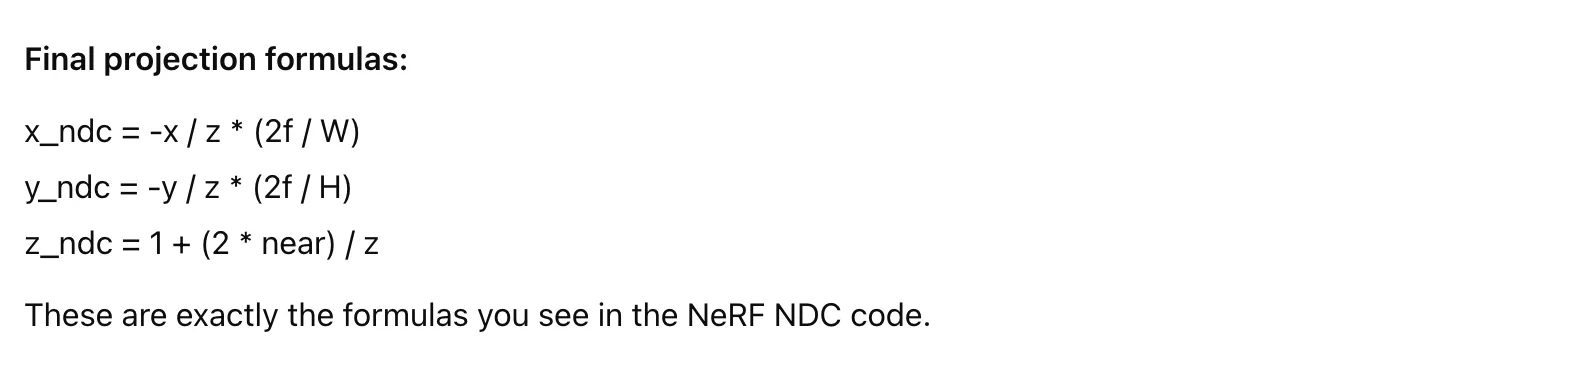 Final projection formulas:
x_ndc = -x / z * (2f / W)
y_ndc = -y / z * (2f / H)
z_ndc = 1 + (2 * near) / z
These are exactly the formulas you see in the NeRF NDC code.